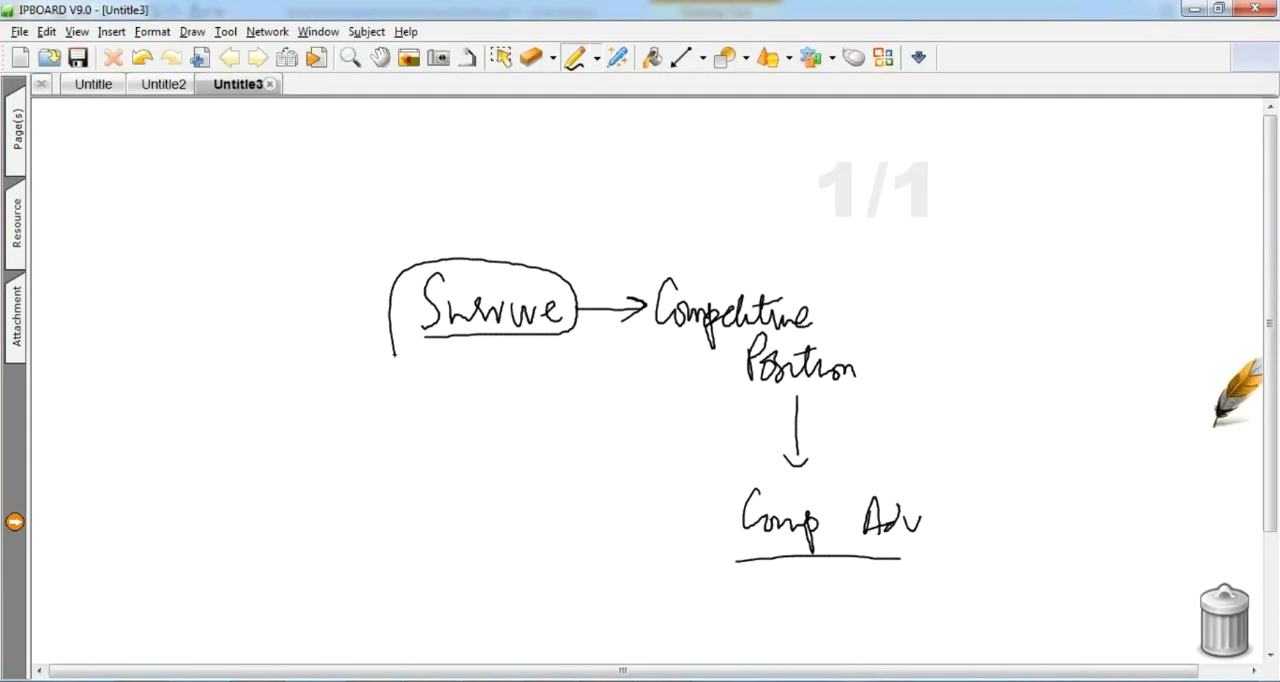 IPBOARD V9.0 - [Untitle3]
File Edit View Insert Format Draw Tool Network Window Subject Help
Untitle Untitle2 Untitle3
Page(s)
Resource
Attachment
1/1
Survive → Competitive
Position
Comp Adv